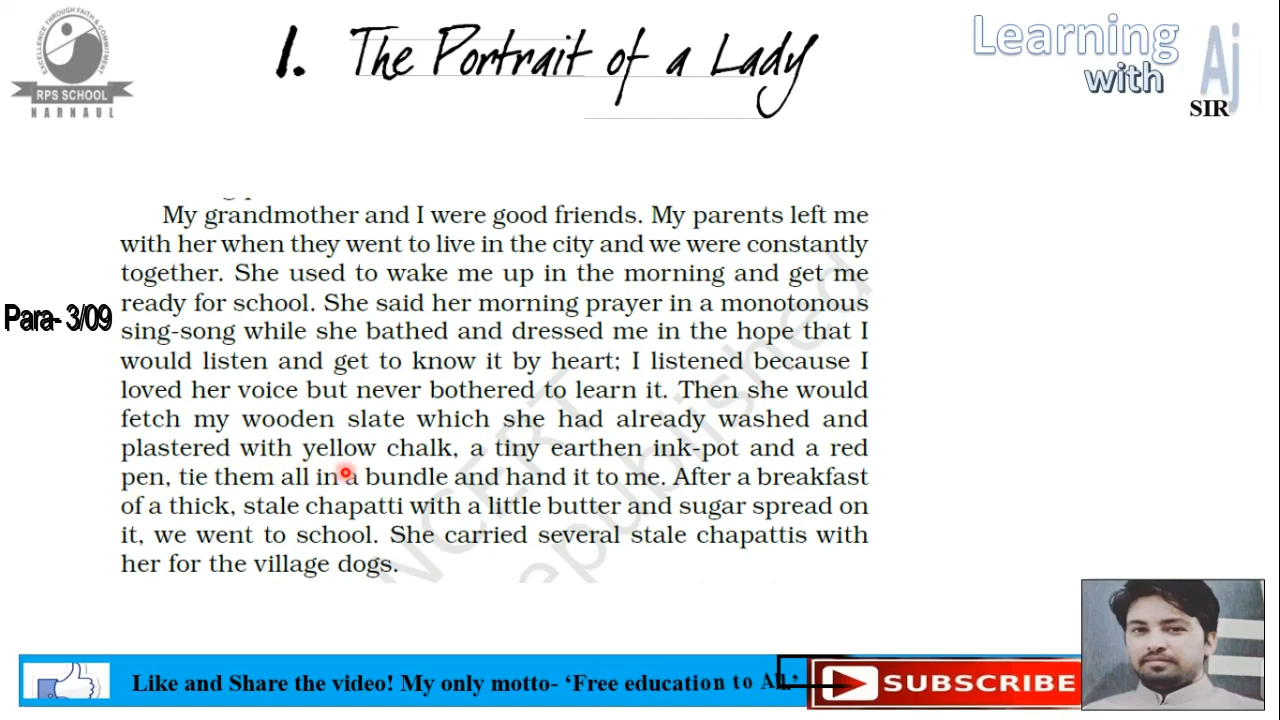 EXCELLENCE THROUGH FAITH & COMMITMENT
RPS SCHOOL
NARNAUL
1. The Portrait of a Lady
Learning
with Aj
SIR
My grandmother and I were good friends. My parents left me
with her when they went to live in the city and we were constantly
together. She used to wake me up in the morning and get me
ready for school. She said her morning prayer in a monotonous
sing-song while she bathed and dressed me in the hope that I
would listen and get to know it by heart; I listened because I
loved her voice but never bothered to learn it. Then she would
fetch my wooden slate which she had already washed and
plastered with yellow chalk, a tiny earthen ink-pot and a red
pen, tie them all in a bundle and hand it to me. After a breakfast
of a thick, stale chapatti with a little butter and sugar spread on
it, we went to school. She carried several stale chapattis with
her for the village dogs.
Para- 3/09
NCERT
republished
Like and Share the video! My only motto- ‘Free education to All.’
SUBSCRIBE